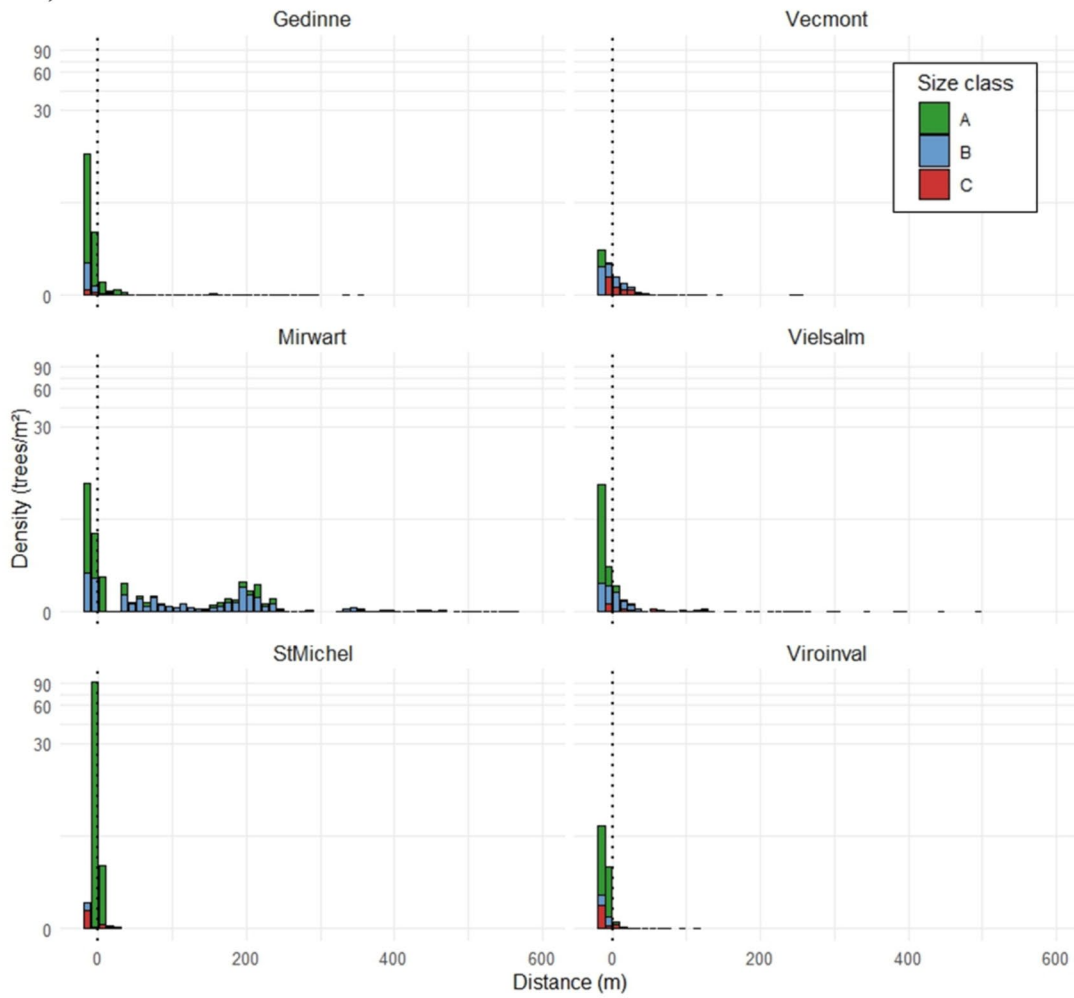 Gedinne
Vecmont
90
60
30
0
Size class
A
B
C
Mirwart
Vielsalm
Density (trees/m²)
90
60
30
0
StMichel
Viroinval
90
60
30
0
0 200 400 600 0 200 400 600
Distance (m)